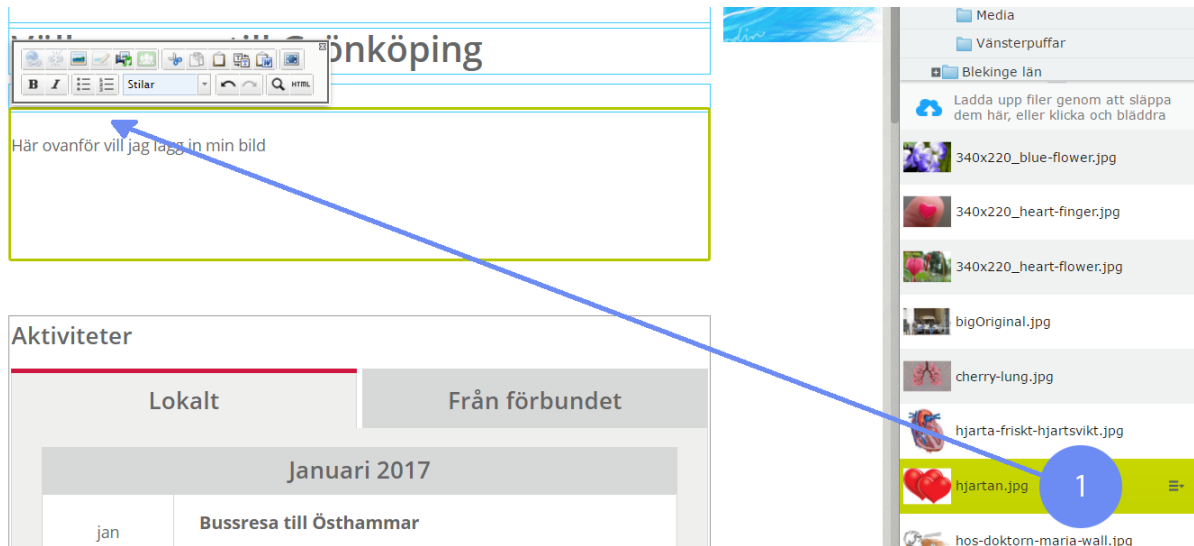 önköping
B I Stilar HTML
Här ovanför vill jag lägg in min bild
Aktiviteter
Lokalt
Från förbundet
Januari 2017
jan
Bussresa till Östhammar
Media
Vänsterpuffar
Blekinge län
Ladda upp filer genom att släppa
dem här, eller klicka och bläddra
340x220_blue-flower.jpg
340x220_heart-finger.jpg
340x220_heart-flower.jpg
bigOriginal.jpg
cherry-lung.jpg
hjarta-friskt-hjartsvikt.jpg
hjartan.jpg
1
hos-doktorn-maria-wall.jpg